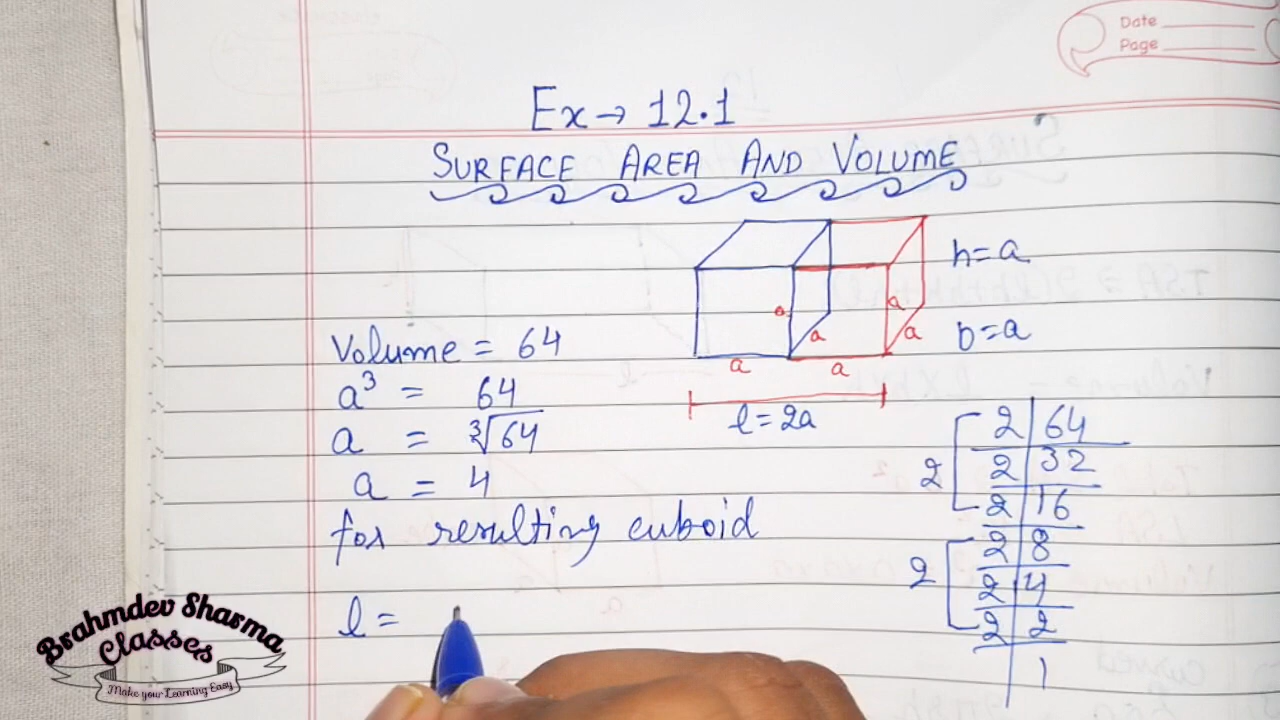 Date
Page
Ex→ 12.1
SURFACE AREA AND VOLUME
h=a
b=a
a
a
a
a
a
a
l=2a
Volume = 64
a³ = 64
a = ∛64
a = 4
for resulting cuboid
l =
2 | 64
2 | 32
2 | 16
2 | 8
2 | 4
2 | 2
1
2
2
Brahmdev Sharma
Classes
Make your Learning Easy